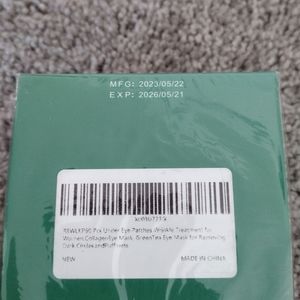 MFG: 2023/05/22
EXP: 2026/05/21
Pcs Under Eye Patches Wrinkle Treatment for
Women,Collagen Eye Mask, GreenTea Eye Mask for Removing
Dark Circles and Puffiness
NEW MADE IN CHINA